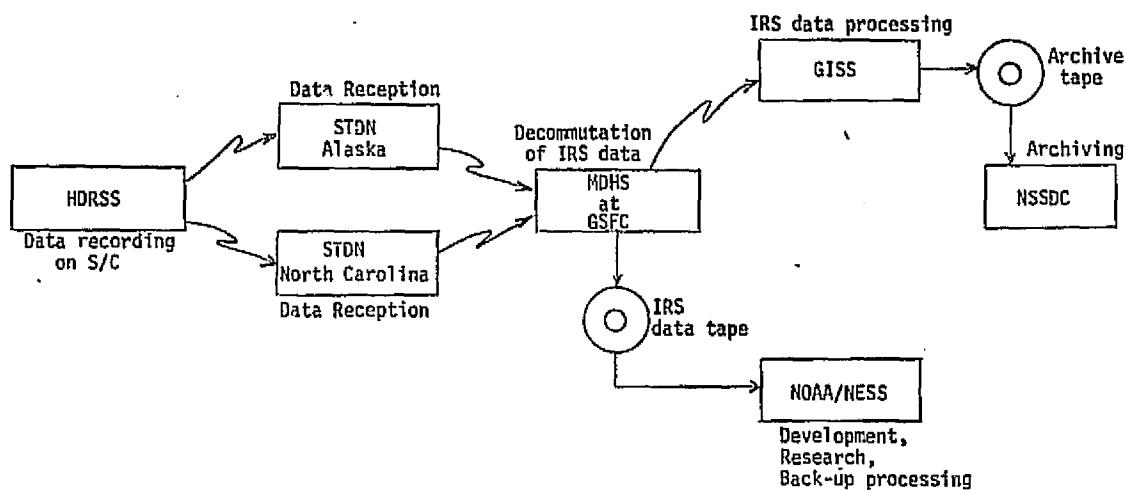 IRS data processing
GISS
Archive
tape
Data Reception
STDN
Alaska
Decommutation
of IRS data
Archiving
HDRSS
MDHS
at
GSFC
NSSDC
Data recording
on S/C
STDN
North Carolina
Data Reception
IRS
data tape
NOAA/NESS
Development,
Research,
Back-up processing